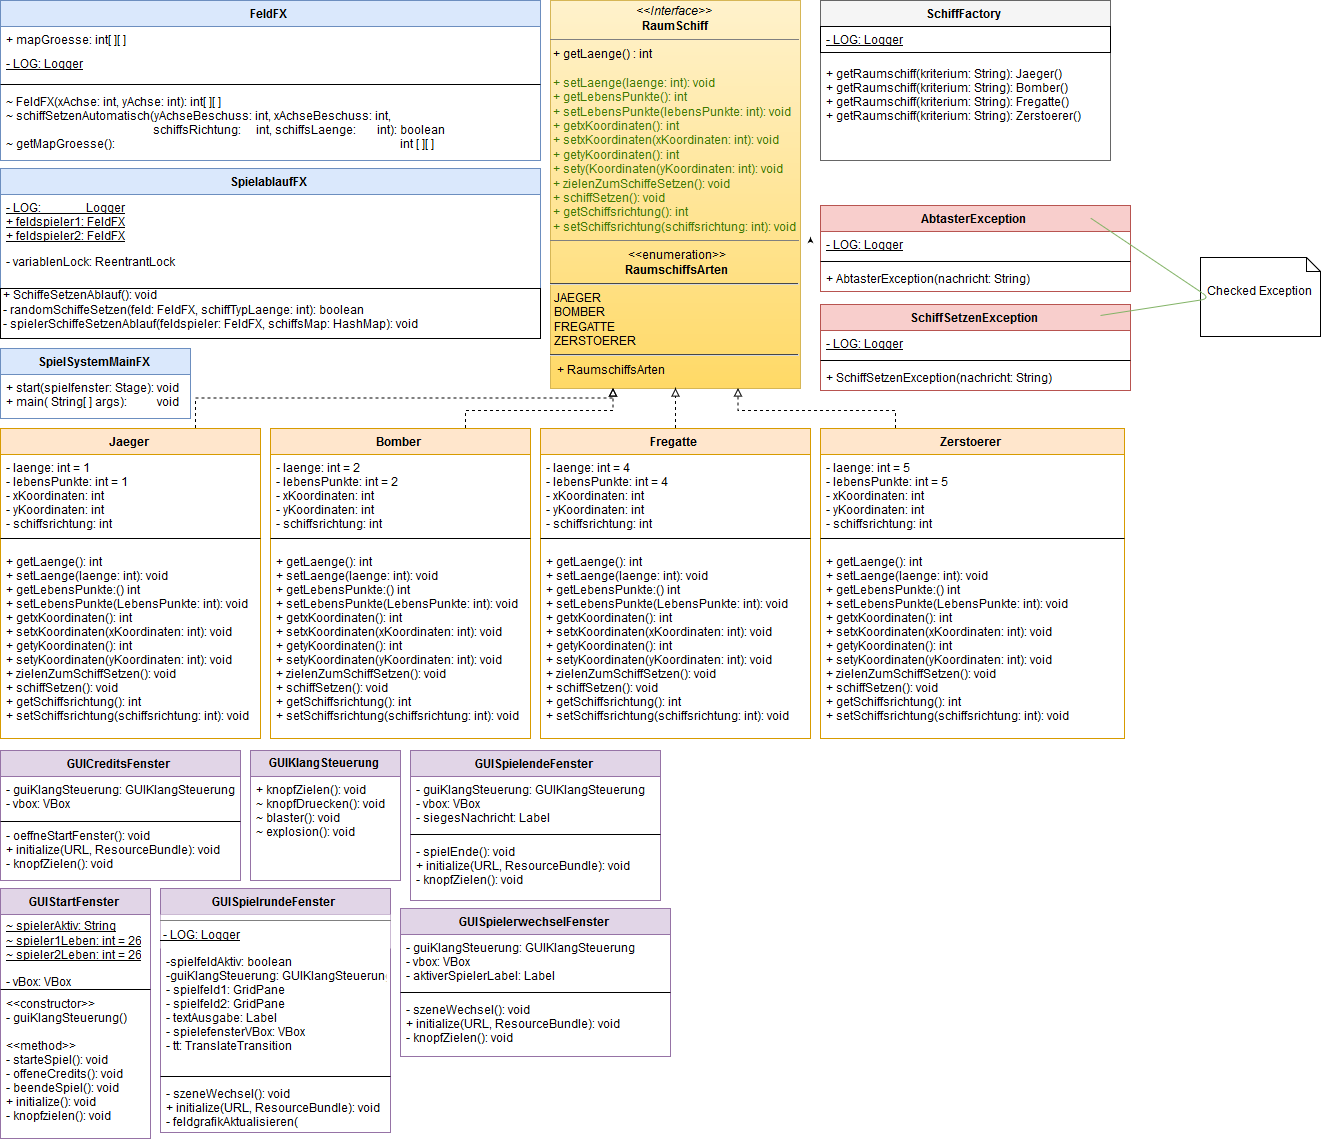 FeldFX
+ mapGroesse: int[ ][ ]
- LOG: Logger
~ FeldFX(xAchse: int, yAchse: int): int[ ][ ]
~ schiffSetzenAutomatisch(yAchseBeschuss: int, xAchseBeschuss: int,
schiffsRichtung: int, schiffsLaenge: int): boolean
~ getMapGroesse(): int [ ][ ]
SpielablaufFX
- LOG: Logger
+ feldspieler1: FeldFX
+ feldspieler2: FeldFX
- variablenLock: ReentrantLock
+ SchiffeSetzenAblauf(): void
- randomSchiffeSetzen(feld: FeldFX, schiffTypLaenge: int): boolean
- spielerSchiffeSetzenAblauf(feldspieler: FeldFX, schiffsMap: HashMap): void
SpielSystemMainFX
+ start(spielfenster: Stage): void
+ main( String[ ] args): void
<<Interface>>
RaumSchiff
+ getLaenge() : int
+ setLaenge(laenge: int): void
+ getLebensPunkte(): int
+ setLebensPunkte(lebensPunkte: int): void
+ getxKoordinaten(): int
+ setxKoordinaten(xKoordinaten: int): void
+ getyKoordinaten(): int
+ sety(Koordinaten(yKoordinaten: int): void
+ zielenZumSchiffeSetzen(): void
+ schiffSetzen(): void
+ getSchiffsrichtung(): int
+ setSchiffsrichtung(schiffsrichtung: int): void
<<enumeration>>
RaumschiffsArten
JAEGER
BOMBER
FREGATTE
ZERSTOERER
+ RaumschiffsArten
SchiffFactory
- LOG: Logger
+ getRaumschiff(kriterium: String): Jaeger()
+ getRaumschiff(kriterium: String): Bomber()
+ getRaumschiff(kriterium: String): Fregatte()
+ getRaumschiff(kriterium: String): Zerstoerer()
AbtasterException
- LOG: Logger
+ AbtasterException(nachricht: String)
SchiffSetzenException
- LOG: Logger
+ SchiffSetzenException(nachricht: String)
Checked Exception
Jaeger
- laenge: int = 1
- lebensPunkte: int = 1
- xKoordinaten: int
- yKoordinaten: int
- schiffsrichtung: int
+ getLaenge(): int
+ setLaenge(laenge: int): void
+ getLebensPunkte:() int
+ setLebensPunkte(LebensPunkte: int): void
+ getxKoordinaten(): int
+ setxKoordinaten(xKoordinaten: int): void
+ getyKoordinaten(): int
+ setyKoordinaten(yKoordinaten: int): void
+ zielenZumSchiffSetzen(): void
+ schiffSetzen(): void
+ getSchiffsrichtung(): int
+ setSchiffsrichtung(schiffsrichtung: int): void
Bomber
- laenge: int = 2
- lebensPunkte: int = 2
- xKoordinaten: int
- yKoordinaten: int
- schiffsrichtung: int
+ getLaenge(): int
+ setLaenge(laenge: int): void
+ getLebensPunkte:() int
+ setLebensPunkte(LebensPunkte: int): void
+ getxKoordinaten(): int
+ setxKoordinaten(xKoordinaten: int): void
+ getyKoordinaten(): int
+ setyKoordinaten(yKoordinaten: int): void
+ zielenZumSchiffSetzen(): void
+ schiffSetzen(): void
+ getSchiffsrichtung(): int
+ setSchiffsrichtung(schiffsrichtung: int): void
Fregatte
- laenge: int = 4
- lebensPunkte: int = 4
- xKoordinaten: int
- yKoordinaten: int
- schiffsrichtung: int
+ getLaenge(): int
+ setLaenge(laenge: int): void
+ getLebensPunkte:() int
+ setLebensPunkte(LebensPunkte: int): void
+ getxKoordinaten(): int
+ setxKoordinaten(xKoordinaten: int): void
+ getyKoordinaten(): int
+ setyKoordinaten(yKoordinaten: int): void
+ zielenZumSchiffSetzen(): void
+ schiffSetzen(): void
+ getSchiffsrichtung(): int
+ setSchiffsrichtung(schiffsrichtung: int): void
Zerstoerer
- laenge: int = 5
- lebensPunkte: int = 5
- xKoordinaten: int
- yKoordinaten: int
- schiffsrichtung: int
+ getLaenge(): int
+ setLaenge(laenge: int): void
+ getLebensPunkte:() int
+ setLebensPunkte(LebensPunkte: int): void
+ getxKoordinaten(): int
+ setxKoordinaten(xKoordinaten: int): void
+ getyKoordinaten(): int
+ setyKoordinaten(yKoordinaten: int): void
+ zielenZumSchiffSetzen(): void
+ schiffSetzen(): void
+ getSchiffsrichtung(): int
+ setSchiffsrichtung(schiffsrichtung: int): void
GUICreditsFenster
- guiKlangSteuerung: GUIKlangSteuerung
- vbox: VBox
- oeffneStartFenster(): void
+ initialize(URL, ResourceBundle): void
- knopfZielen(): void
GUIKlangSteuerung
+ knopfZielen(): void
~ knopfDruecken(): void
~ blaster(): void
~ explosion(): void
GUISpielendeFenster
- guiKlangSteuerung: GUIKlangSteuerung
- vbox: VBox
- siegesNachricht: Label
- spielEnde(): void
+ initialize(URL, ResourceBundle): void
- knopfZielen(): void
GUIStartFenster
~ spielerAktiv: String
~ spieler1Leben: int = 26
~ spieler2Leben: int = 26
- vBox: VBox
<<constructor>>
- guiKlangSteuerung()
<<method>>
- starteSpiel(): void
- offeneCredits(): void
- beendeSpiel(): void
+ initialize(): void
- knopfzielen(): void
GUISpielrundeFenster
- LOG: Logger
-spielfeldAktiv: boolean
-guiKlangSteuerung: GUIKlangSteuerun
- spielfeld1: GridPane
- spielfeld2: GridPane
- textAusgabe: Label
- spielefensterVBox: VBox
- tt: TranslateTransition
- szeneWechsel(): void
+ initialize(URL, ResourceBundle): void
- feldgrafikAktualisieren(
GUISpielerwechselFenster
- guiKlangSteuerung: GUIKlangSteuerung
- vbox: VBox
- aktiverSpielerLabel: Label
- szeneWechsel(): void
+ initialize(URL, ResourceBundle): void
- knopfZielen(): void